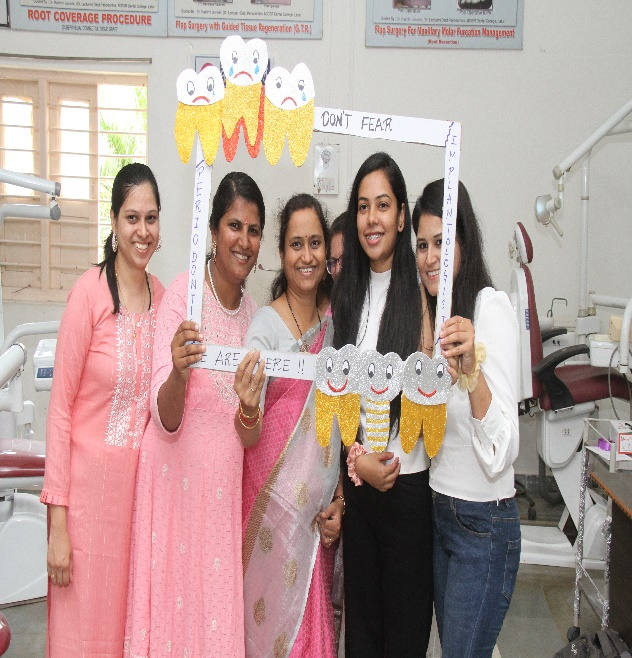 ROOT COVERAGE PROCEDURE
Flap Surgery with Guided Tissue Regeneration (G.T.R.)
Flap Surgery For Maxillary Molar Furcation Management
DON'T FEAR
PERIODONTI
IMPLANTOLOGIST
E ARE HERE !!